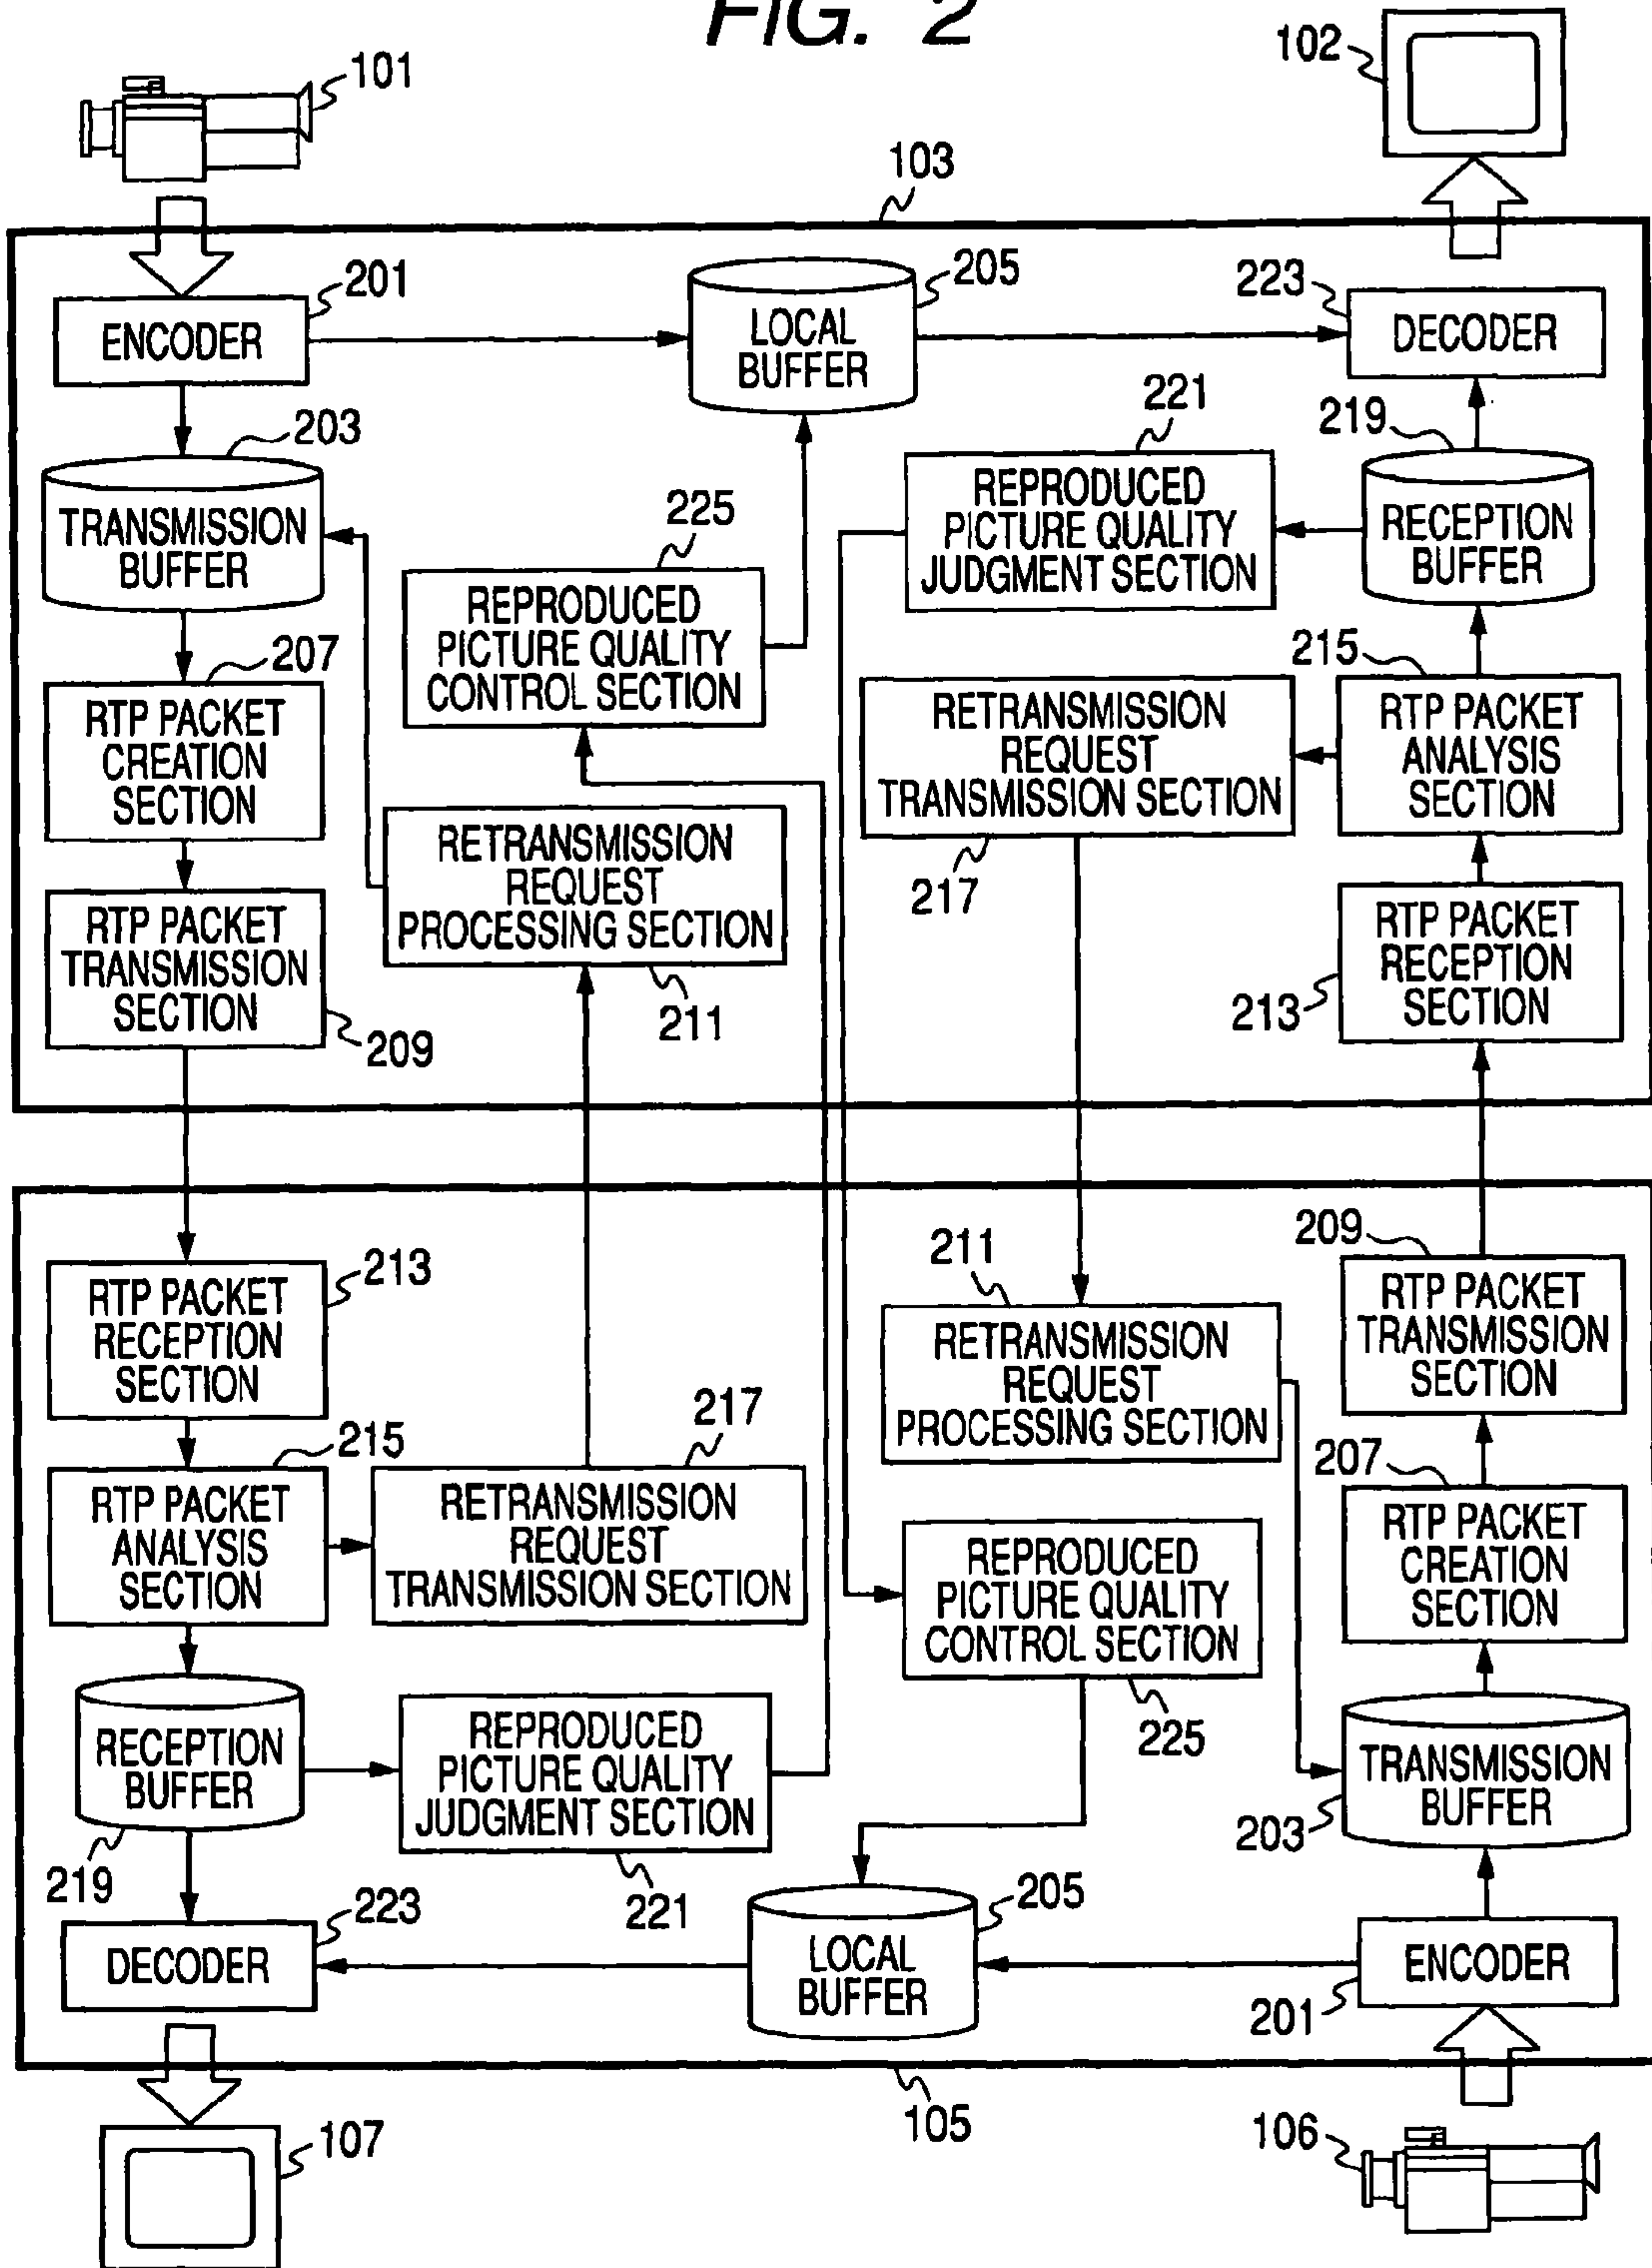 FIG. 2
101
102
103
201
ENCODER
205
LOCAL
BUFFER
223
DECODER
203
TRANSMISSION
BUFFER
225
REPRODUCED
PICTURE QUALITY
CONTROL SECTION
221
REPRODUCED
PICTURE QUALITY
JUDGMENT SECTION
219
RECEPTION
BUFFER
207
RTP PACKET
CREATION
SECTION
RETRANSMISSION
REQUEST
PROCESSING SECTION
211
RETRANSMISSION
REQUEST
TRANSMISSION SECTION
217
215
RTP PACKET
ANALYSIS
SECTION
RTP PACKET
TRANSMISSION
SECTION
209
RTP PACKET
RECEPTION
SECTION
213
213
RTP PACKET
RECEPTION
SECTION
211
RETRANSMISSION
REQUEST
PROCESSING SECTION
209
RTP PACKET
TRANSMISSION
SECTION
215
RTP PACKET
ANALYSIS
SECTION
217
RETRANSMISSION
REQUEST
TRANSMISSION SECTION
REPRODUCED
PICTURE QUALITY
CONTROL SECTION
225
207
RTP PACKET
CREATION
SECTION
RECEPTION
BUFFER
219
REPRODUCED
PICTURE QUALITY
JUDGMENT SECTION
221
TRANSMISSION
BUFFER
203
223
DECODER
205
LOCAL
BUFFER
ENCODER
201
105
107
106